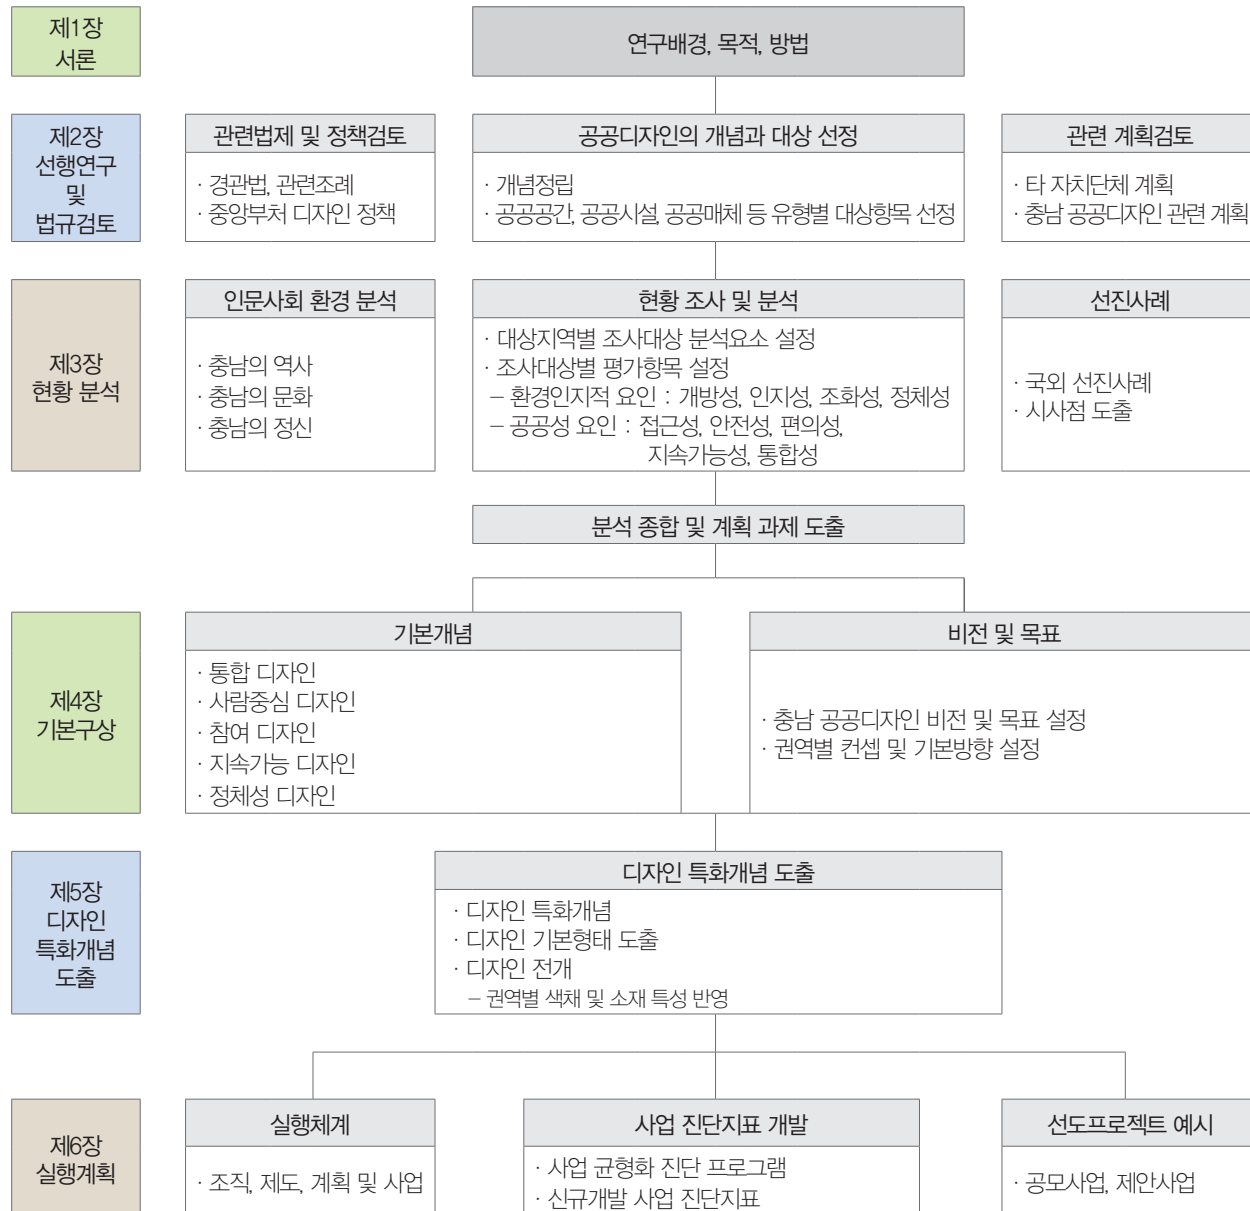 제1장
서론
연구배경, 목적, 방법
제2장
선행연구
및
법규검토
관련법제 및 정책검토
· 경관법, 관련조례
· 중앙부처 디자인 정책
공공디자인의 개념과 대상 선정
· 개념정립
· 공공공간, 공공시설, 공공매체 등 유형별 대상항목 선정
관련 계획검토
· 타 자치단체 계획
· 충남 공공디자인 관련 계획
제3장
현황 분석
인문사회 환경 분석
· 충남의 역사
· 충남의 문화
· 충남의 정신
현황 조사 및 분석
· 대상지역별 조사대상 분석요소 설정
· 조사대상별 평가항목 설정
– 환경인지적 요인 : 개방성, 인지성, 조화성, 정체성
– 공공성 요인 : 접근성, 안전성, 편의성,
지속가능성, 통합성
선진사례
· 국외 선진사례
· 시사점 도출
분석 종합 및 계획 과제 도출
제4장
기본구상
기본개념
· 통합 디자인
· 사람중심 디자인
· 참여 디자인
· 지속가능 디자인
· 정체성 디자인
비전 및 목표
· 충남 공공디자인 비전 및 목표 설정
· 권역별 컨셉 및 기본방향 설정
제5장
디자인
특화개념
도출
디자인 특화개념 도출
· 디자인 특화개념
· 디자인 기본형태 도출
· 디자인 전개
– 권역별 색채 및 소재 특성 반영
제6장
실행계획
실행체계
· 조직, 제도, 계획 및 사업
사업 진단지표 개발
· 사업 균형화 진단 프로그램
· 신규개발 사업 진단지표
선도프로젝트 예시
· 공모사업, 제안사업